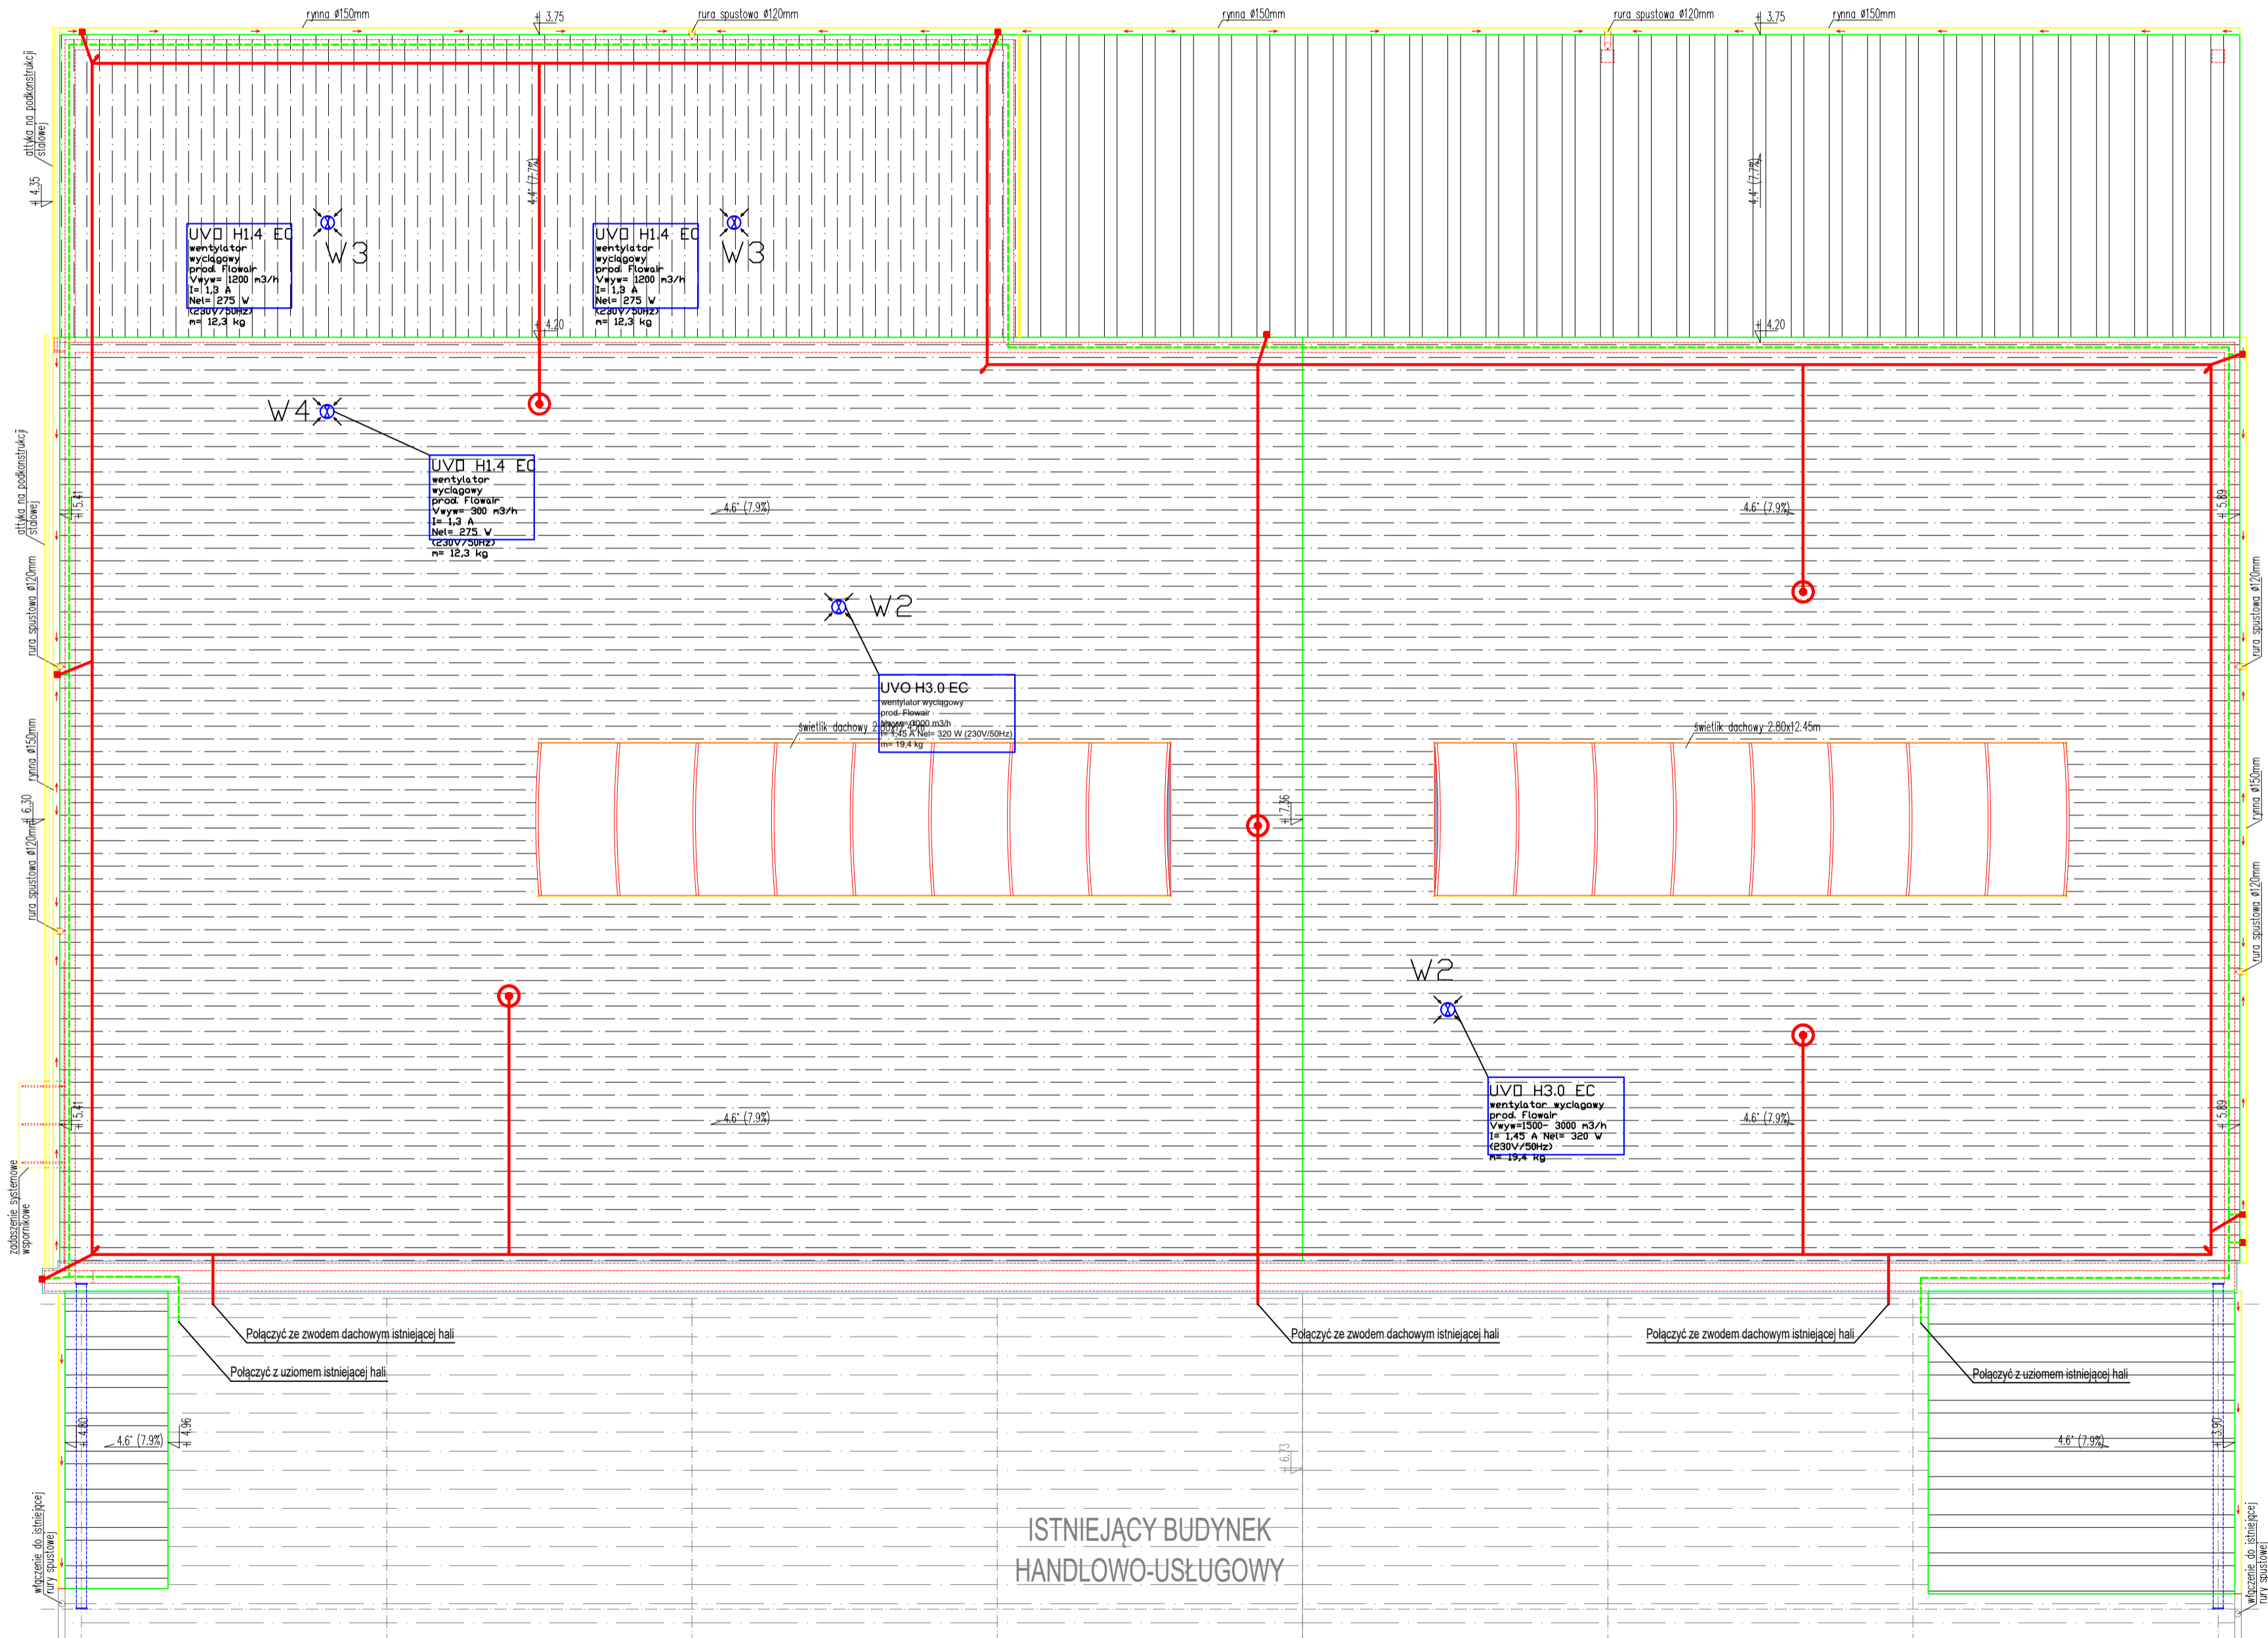 rynna Ø150mm
+ 3.75
rura spustowa Ø120mm
rynna Ø150mm
rura spustowa Ø120mm
+ 3.75
rynna Ø150mm
attyka na podkonstrukcji
stalowej
+ 4.35
4.4° (7.7%)
4.4° (7.7%)
UVO H1.4 EC
wentylator
wyciągowy
prod. Flowair
Vwyw= 1200 m3/h
I= 1,3 A
Nel= 275 W
(230V/50Hz)
m= 12,3 kg
W3
UVO H1.4 EC
wentylator
wyciągowy
prod. Flowair
Vwyw= 1200 m3/h
I= 1,3 A
Nel= 275 W
(230V/50Hz)
m= 12,3 kg
W3
+ 4.20
+ 4.20
W4
UVO H1.4 EC
wentylator
wyciągowy
prod. Flowair
Vwyw= 300 m3/h
I= 1,3 A
Nel= 275 W
(230V/50Hz)
m= 12,3 kg
attyka na podkonstrukcji
stalowej
+ 5.41
4.6° (7.9%)
4.6° (7.9%)
+ 5.89
rura spustowa Ø120mm
rura spustowa Ø120mm
W2
UVO H3.0 EC
wentylator wyciągowy
prod. Flowair
m3/h
I= 1,45 A Nel= 320 W (230V/50Hz)
m= 19,4 kg
świetlik dachowy
świetlik dachowy 2.80x12.45m
rynna Ø150mm
+ 6.30
+ 7.36
rynna Ø150mm
rura spustowa Ø120mm
rura spustowa Ø120mm
W2
UVO H3.0 EC
wentylator wyciągowy
prod. Flowair
Vwyw=1500- 3000 m3/h
I= 1,45 A Nel= 320 W
(230V/50Hz)
m= 19,4 kg
+ 5.41
4.6° (7.9%)
4.6° (7.9%)
+ 5.89
zadaszenie systemowe
wspornikowe
Połączyć ze zwodem dachowym istniejącej hali
Połączyć ze zwodem dachowym istniejącej hali
Połączyć ze zwodem dachowym istniejącej hali
Połączyć z uziomem istniejącej hali
Połączyć z uziomem istniejącej hali
+ 4.80
4.6° (7.9%)
+ 4.96
+ 6.73
4.6° (7.9%)
+ 3.90
ISTNIEJĄCY BUDYNEK
HANDLOWO-USŁUGOWY
włączenie do istniejącej
rury spustowej
włączenie do istniejącej
rury spustowej